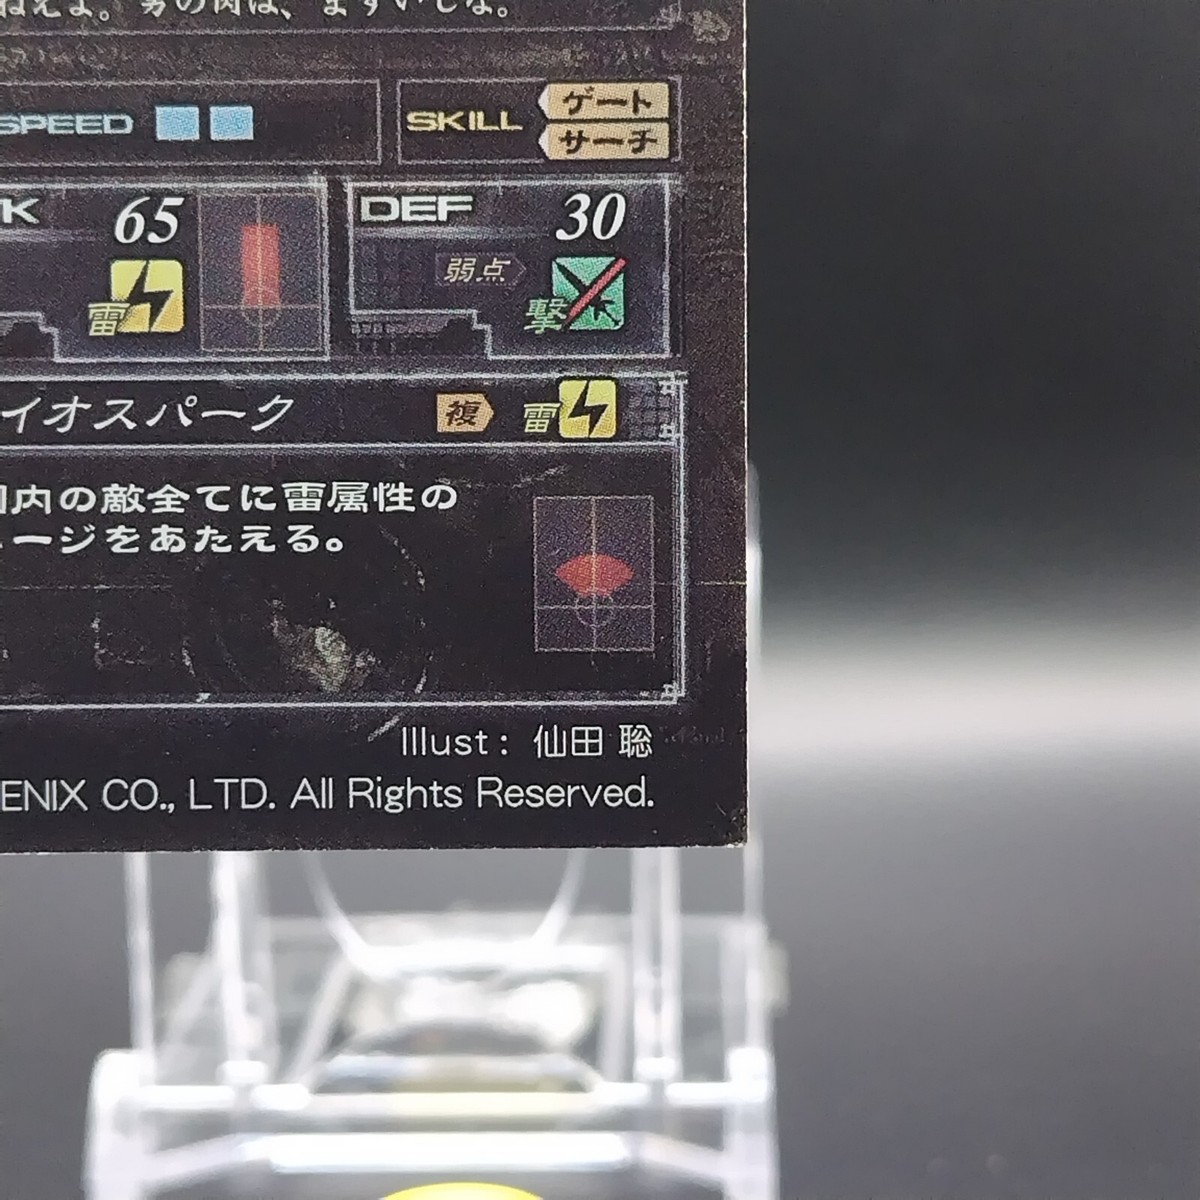 ねえよ。男の肉は、まずいしな。
SPEED SKILL ゲート
サーチ
K 65 DEF 30
弱点
雷 撃
イオスパーク 複 雷
内の敵全てに雷属性の
ージをあたえる。
Illust : 仙田 聡
ENIX CO., LTD. All Rights Reserved.